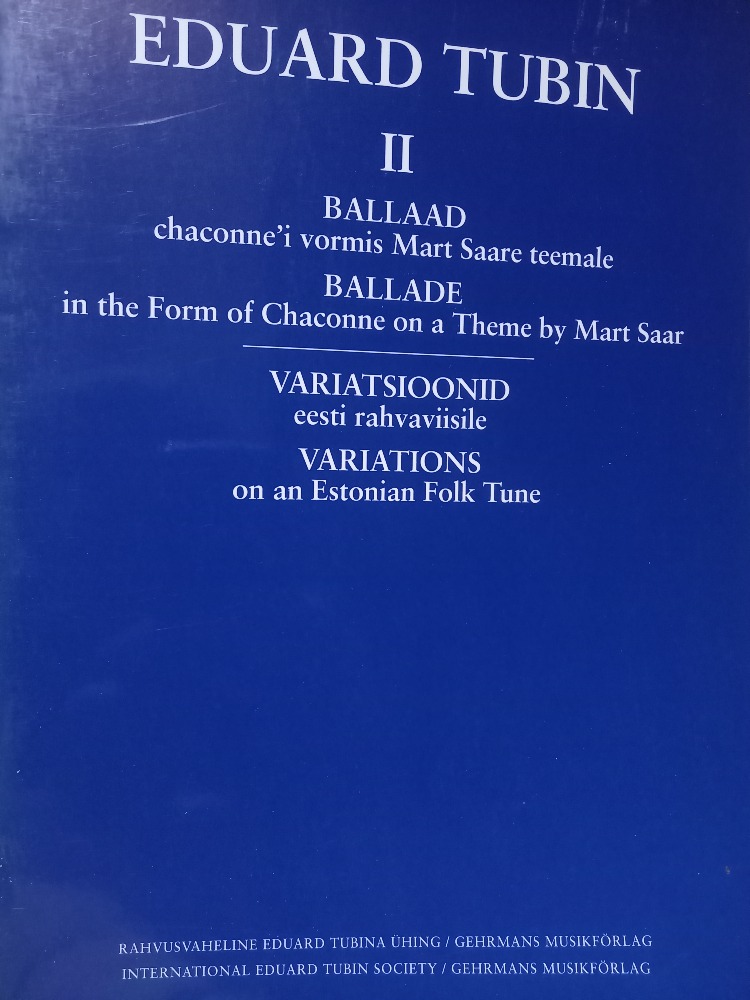 EDUARD TUBIN
II
BALLAAD
chaconne'i vormis Mart Saare teemale
BALLADE
in the Form of Chaconne on a Theme by Mart Saar
VARIATSIOONID
eesti rahvaviisile
VARIATIONS
on an Estonian Folk Tune
RAHVUSVAHELINE EDUARD TUBINA ÜHING / GEHRMANS MUSIKFÖRLAG
INTERNATIONAL EDUARD TUBIN SOCIETY / GEHRMANS MUSIKFÖRLAG